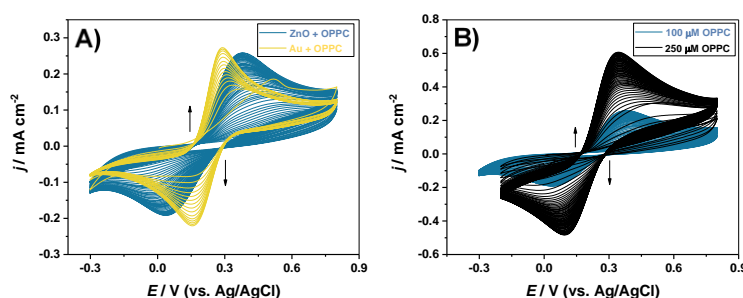 A)
ZnO + OPPC
Au + OPPC
0.3
0.2
0.1
0.0
-0.1
-0.2
-0.3
j / mA cm⁻²
-0.3 0.0 0.3 0.6 0.9
E / V (vs. Ag/AgCl)
B)
100 µM OPPC
250 µM OPPC
0.8
0.6
0.4
0.2
0.0
-0.2
-0.4
-0.6
j / mA cm⁻²
-0.3 0.0 0.3 0.6 0.9
E / V (vs. Ag/AgCl)